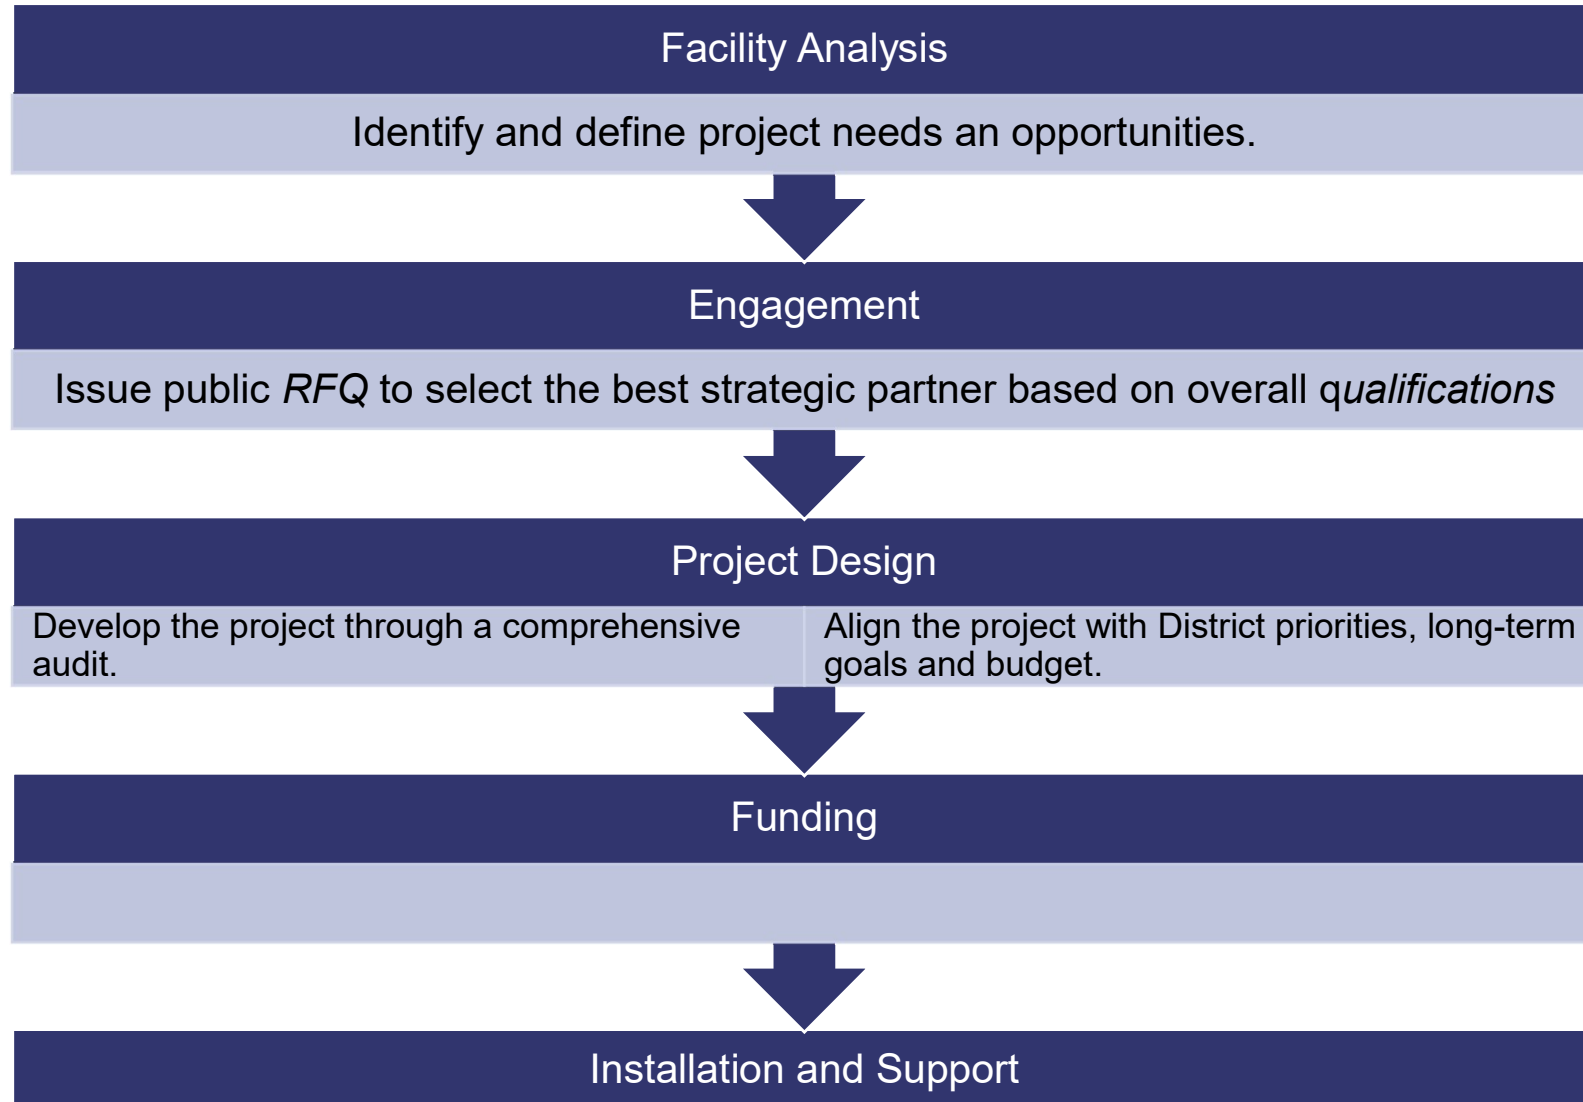 Facility Analysis
Identify and define project needs an opportunities.
Engagement
Issue public RFQ to select the best strategic partner based on overall qualifications
Project Design
Develop the project through a comprehensive
audit.
Align the project with District priorities, long-term
goals and budget.
Funding
Installation and Support